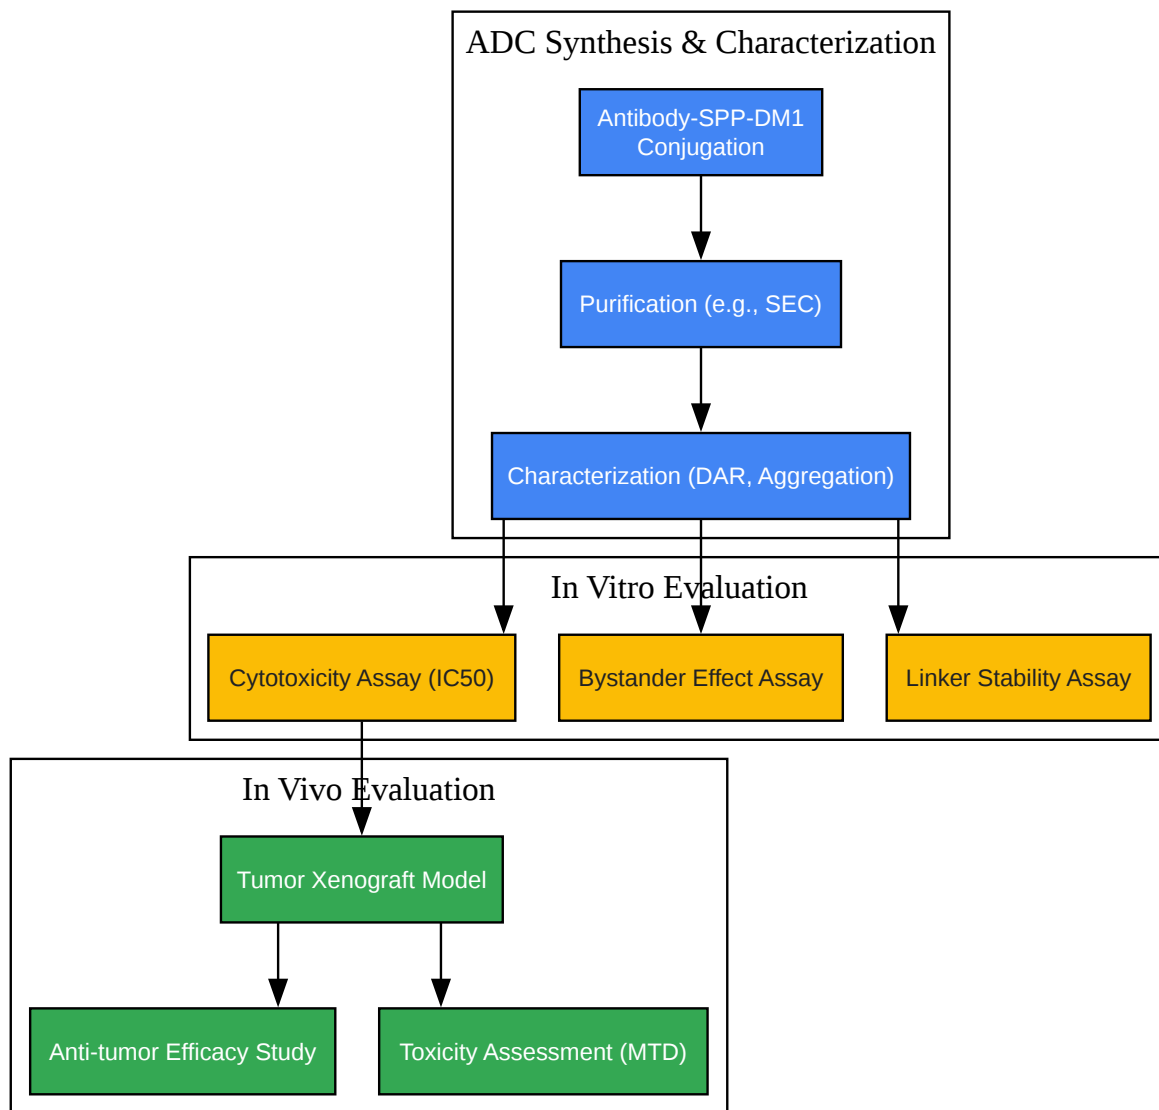 ADC Synthesis & Characterization
Antibody-SPP-DM1
Conjugation
Purification (e.g., SEC)
Characterization (DAR, Aggregation)
In Vitro Evaluation
Cytotoxicity Assay (IC50)
Bystander Effect Assay
Linker Stability Assay
In Vivo Evaluation
Tumor Xenograft Model
Anti-tumor Efficacy Study
Toxicity Assessment (MTD)